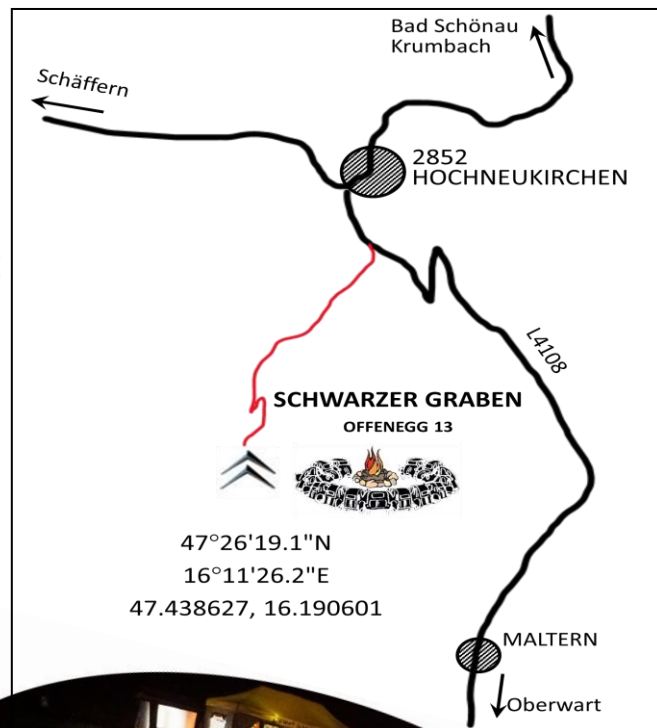 Bad Schönau
Krumbach
Schäffern
2852
HOCHNEUKIRCHEN
L4108
SCHWARZER GRABEN
OFFENEGG 13
47°26'19.1"N
16°11'26.2"E
47.438627, 16.190601
MALTERN
Oberwart